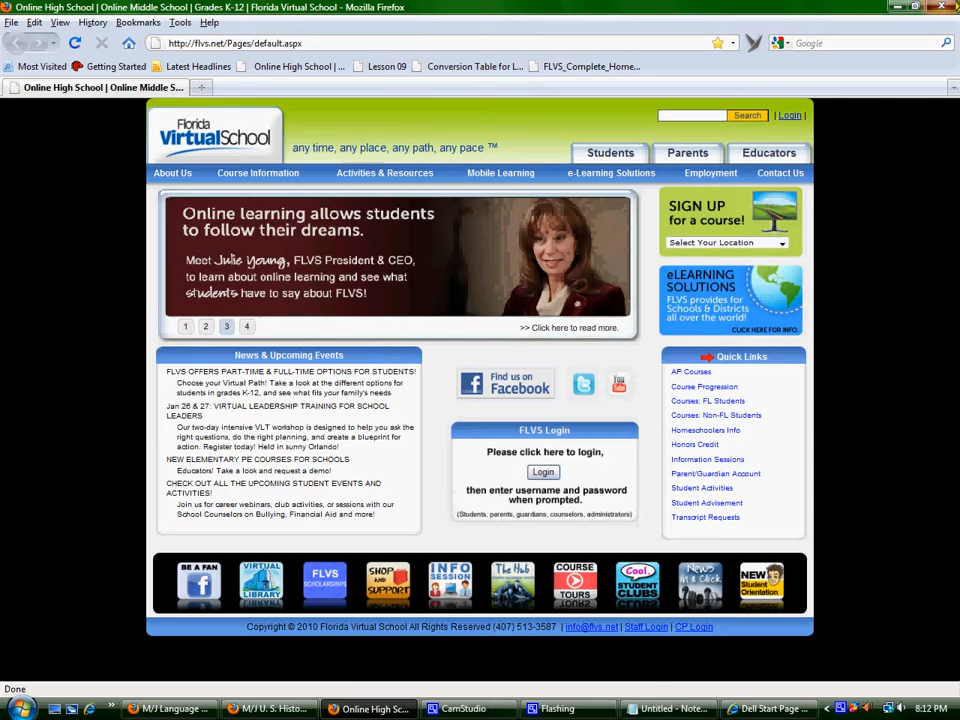 Online High School | Online Middle School | Grades K-12 | Florida Virtual School - Mozilla Firefox
File Edit View History Bookmarks Tools Help
http://flvs.net/Pages/default.aspx
Google
Most Visited Getting Started Latest Headlines Online High School | ... Lesson 09 Conversion Table for L... FLVS_Complete_Home...
Online High School | Online Middle S...
Search | Login |
Florida
VirtualSchool
any time, any place, any path, any pace ™
Students Parents Educators
About Us Course Information Activities & Resources Mobile Learning e-Learning Solutions Employment Contact Us
Online learning allows students
to follow their dreams.
Meet Julie Young, FLVS President & CEO,
to learn about online learning and see what
students have to say about FLVS!
1 2 3 4
>> Click here to read more.
SIGN UP
for a course!
Select Your Location
eLEARNING
SOLUTIONS
FLVS provides for
Schools & Districts
all over the world!
CLICK HERE FOR INFO.
News & Upcoming Events
FLVS OFFERS PART-TIME & FULL-TIME OPTIONS FOR STUDENTS!
Choose your Virtual Path! Take a look at the different options for
students in grades K-12, and see what fits your family's needs.
Jan 26 & 27: VIRTUAL LEADERSHIP TRAINING FOR SCHOOL
LEADERS
Our two-day intensive VLT workshop is designed to help you ask the
right questions, do the right planning, and create a blueprint for
action. Register today! Held in sunny Orlando!
NEW ELEMENTARY PE COURSES FOR SCHOOLS
Educators! Take a look and request a demo!
CHECK OUT ALL THE UPCOMING STUDENT EVENTS AND
ACTIVITIES!
Join us for career webinars, club activities, or sessions with our
School Counselors on Bullying, Financial Aid and more!
Find us on
Facebook
You
Tube
FLVS Login
Please click here to login,
Login
then enter username and password
when prompted.
(Students, parents, guardians, counselors, administrators)
Quick Links
AP Courses
Course Progression
Courses: FL Students
Courses: Non-FL Students
Homeschoolers Info
Honors Credit
Information Sessions
Parent/Guardian Account
Student Activities
Student Advisement
Transcript Requests
BE A FAN
VIRTUAL
LIBRARY
FLVS
SCHOLARSHIPS
SHOP
AND
SUPPORT
INFO
SESSION
The Hub
COURSE
TOURS
Cool
STUDENT
CLUBS
News
in a Click
NEW
Student
Orientation
Copyright © 2010 Florida Virtual School All Rights Reserved (407) 513-3587 | info@flvs.net | Staff Login | CP Login
Done
M/J Language ... M/J U. S. Histo... Online High Sc... CamStudio Flashing Untitled - Note... Dell Start Page ... 8:12 PM